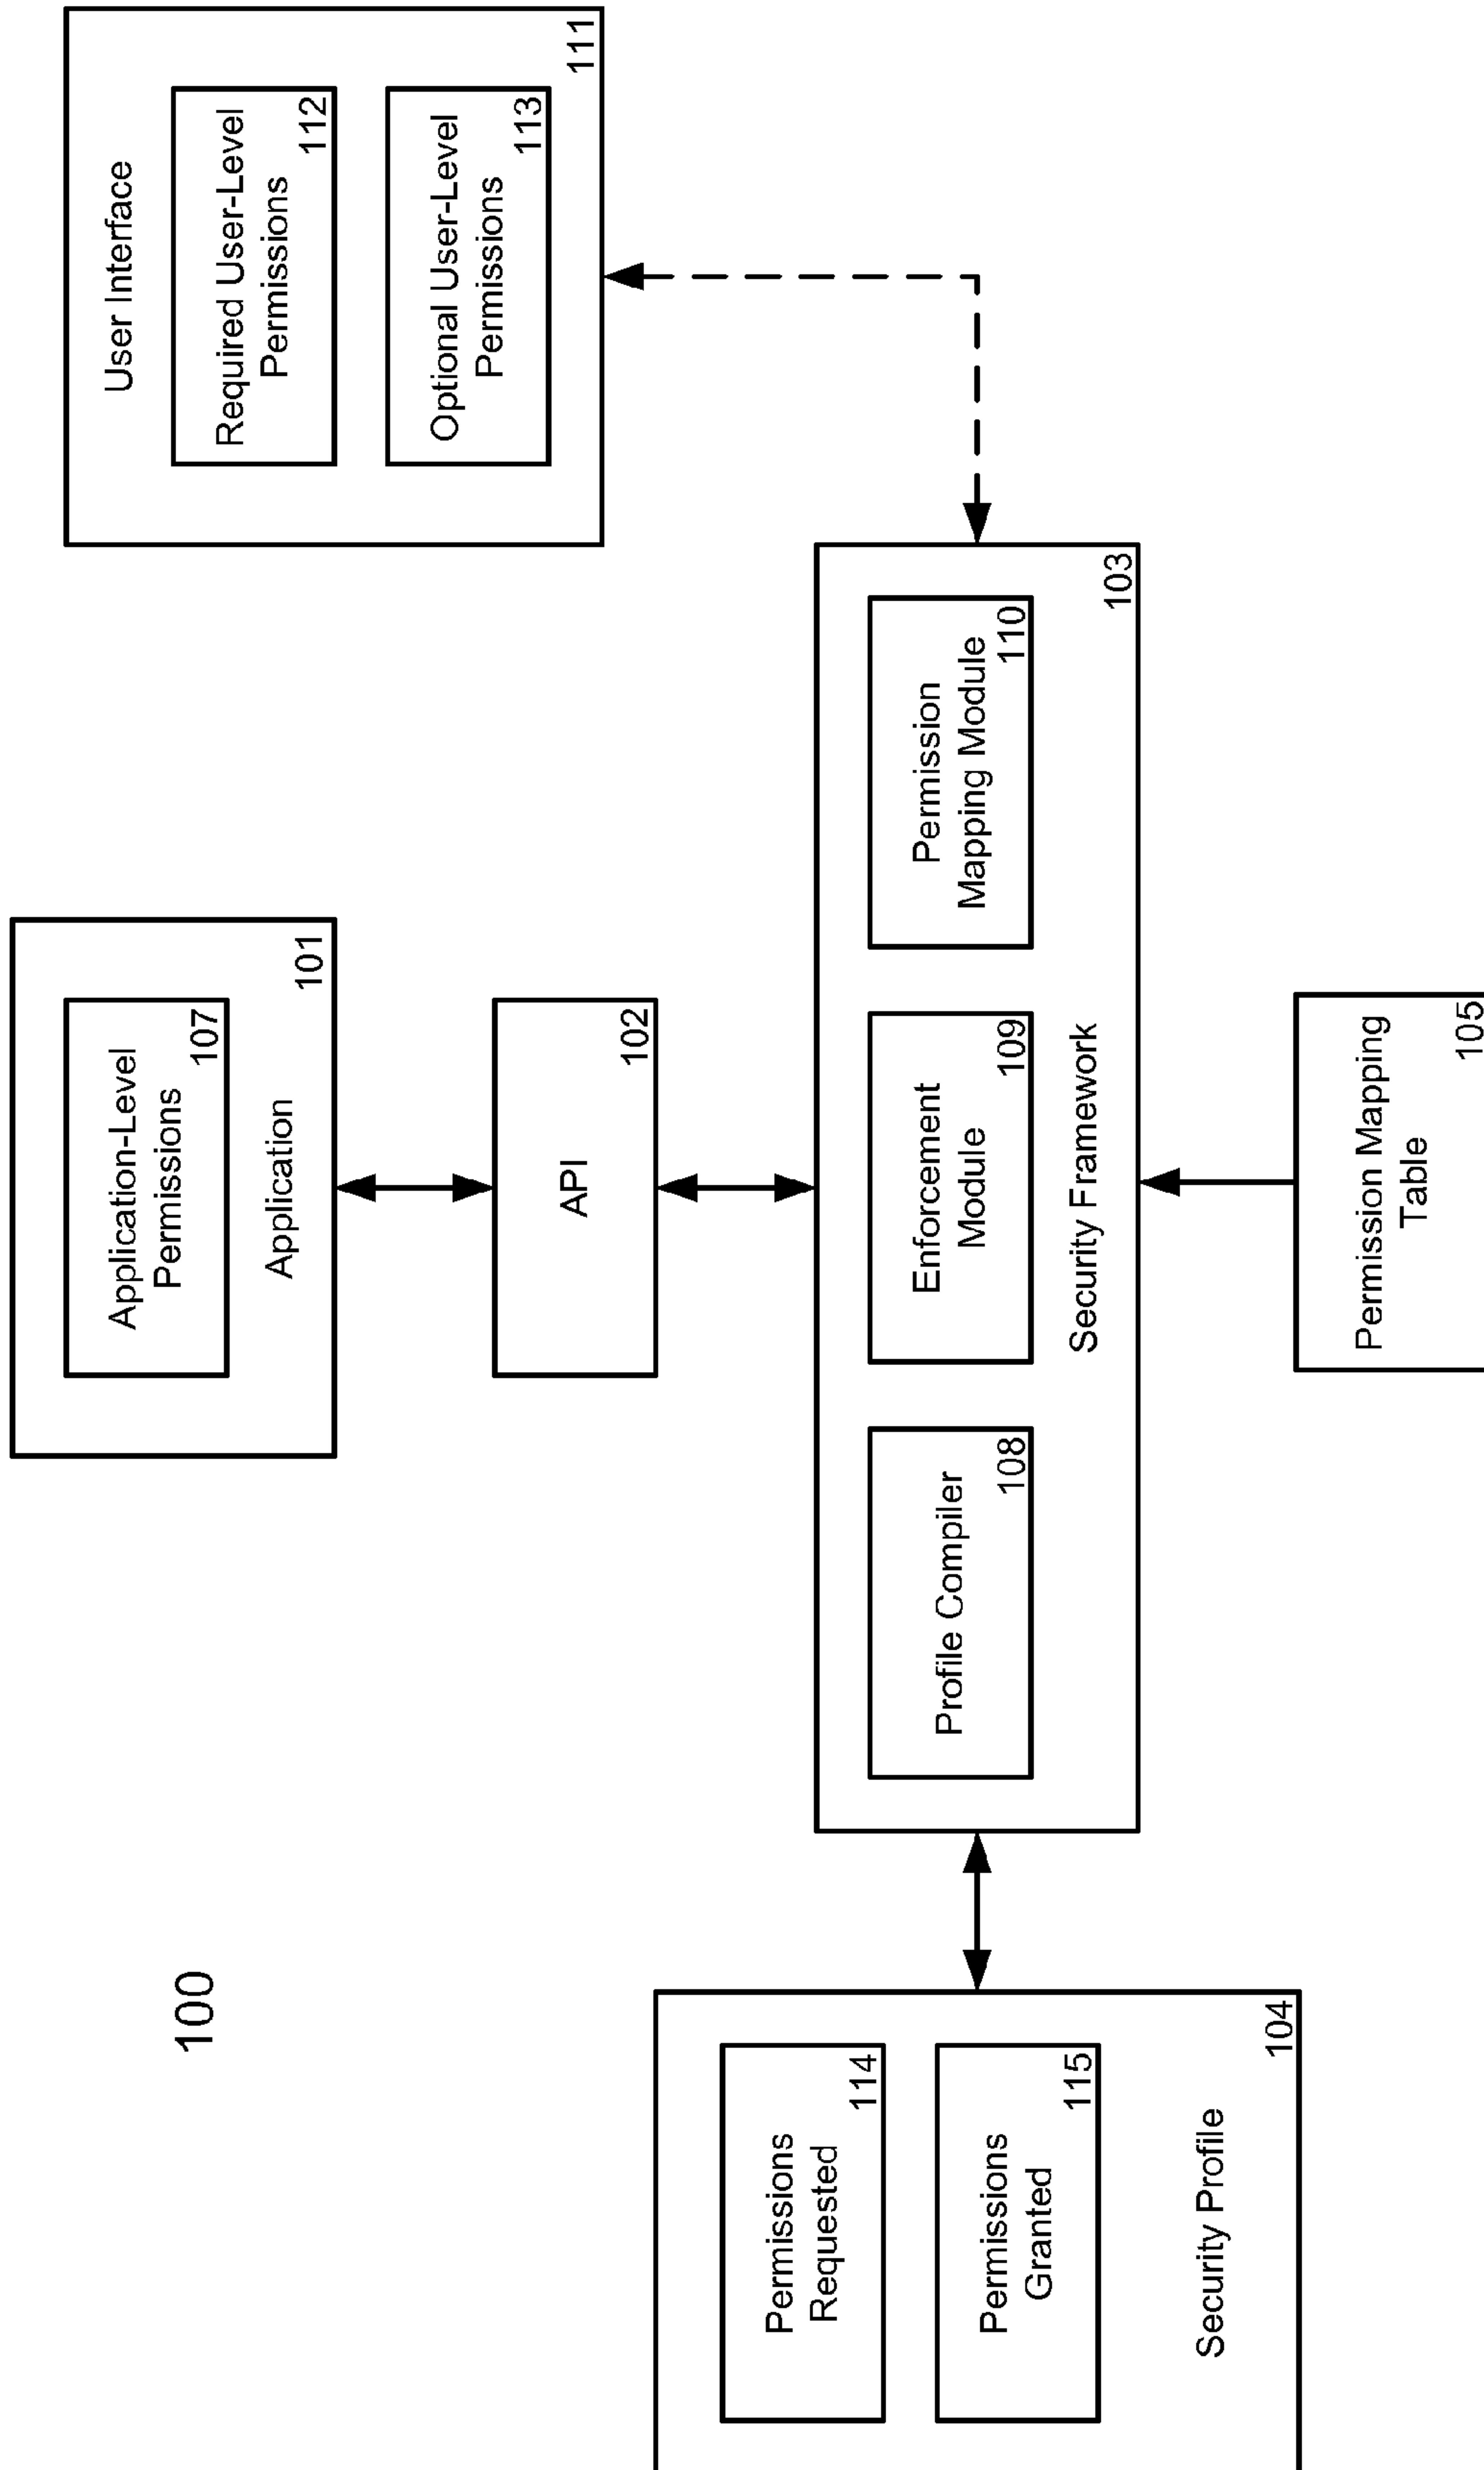 100
Application-Level
Permissions
107
Application
101
User Interface
Required User-Level
Permissions
112
Optional User-Level
Permissions
113
111
API
102
Permissions
Requested
114
Permissions
Granted
115
Security Profile
104
Profile Compiler
108
Enforcement
Module
109
Permission
Mapping Module
110
Security Framework
103
Permission Mapping
Table
105